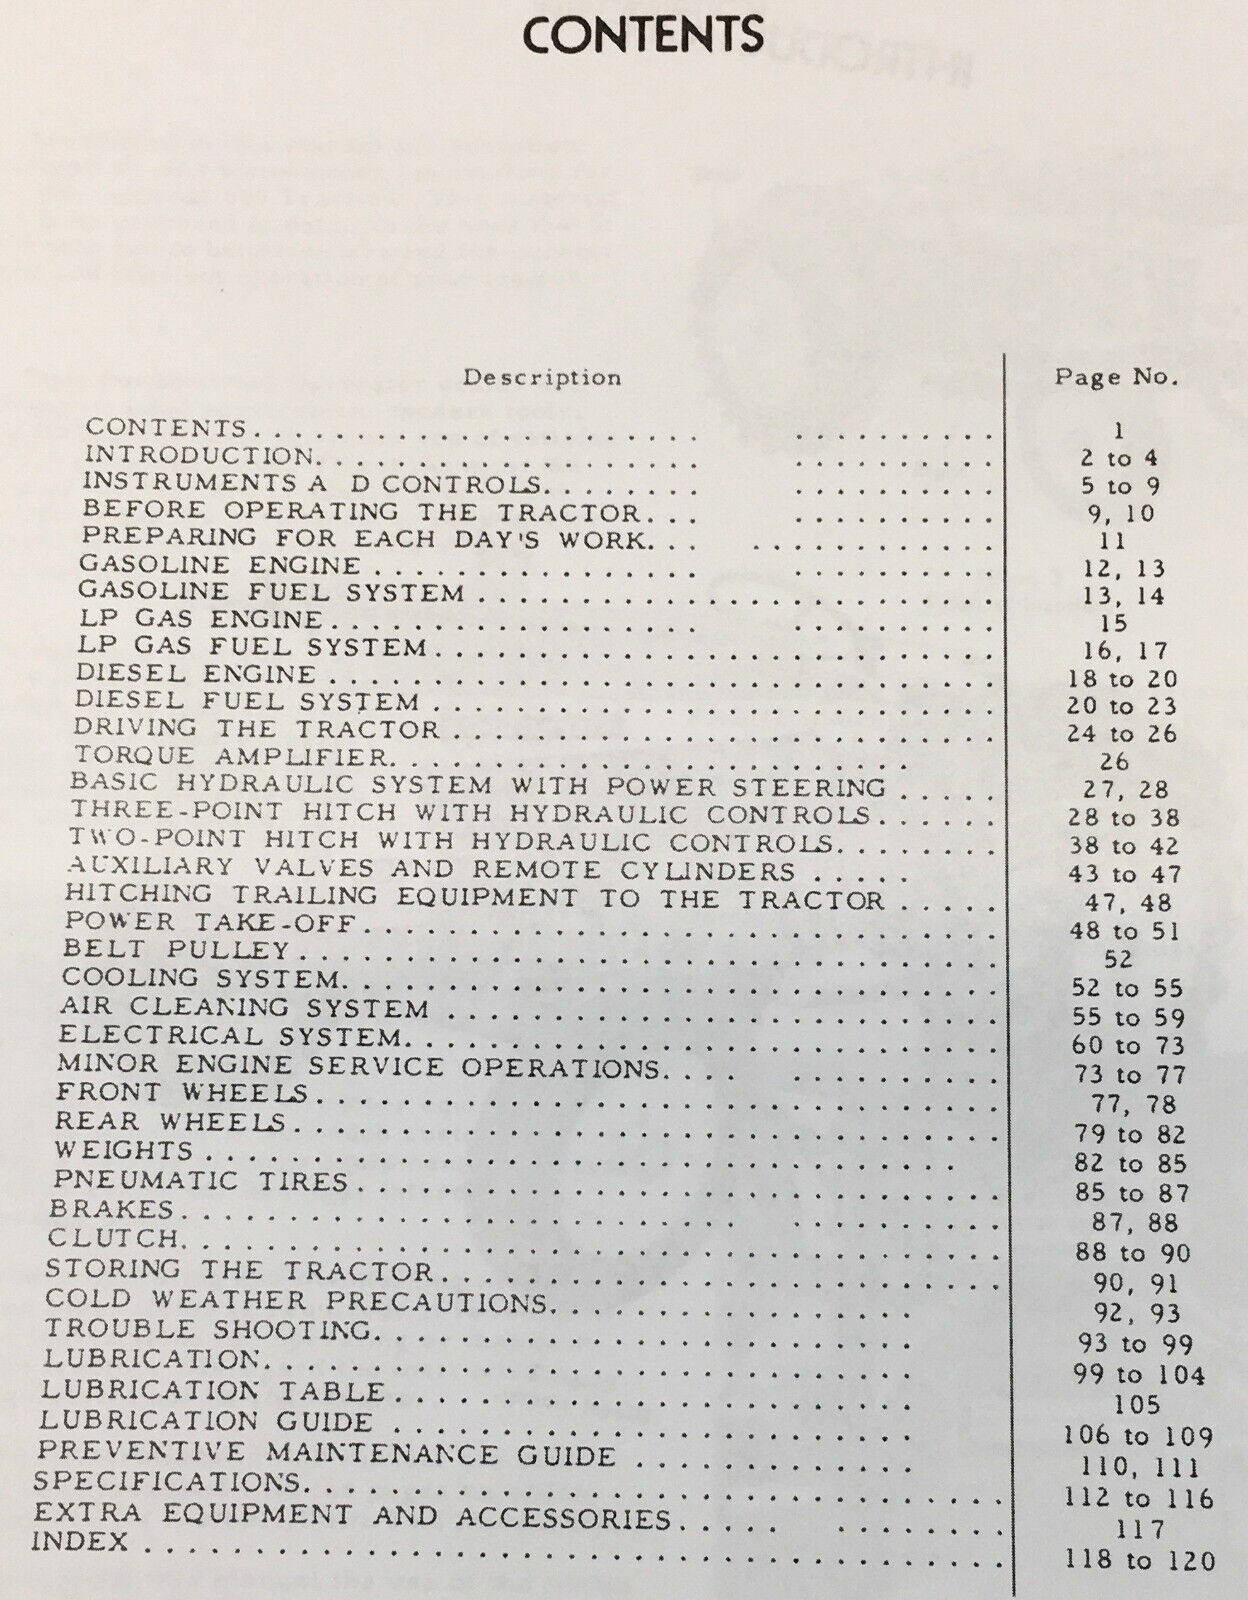 CONTENTS
Description Page No.
CONTENTS. . . . . . . . . . . . . . . . . . . . . . . . . . . . . . . . 1
INTRODUCTION. . . . . . . . . . . . . . . . . . . . . . . . . . . . . 2 to 4
INSTRUMENTS A D CONTROLS. . . . . . . . . . . . . . . . . . 5 to 9
BEFORE OPERATING THE TRACTOR. . . . . . . . . . . . . 9, 10
PREPARING FOR EACH DAY'S WORK. . . . . . . . . . . . . . . 11
GASOLINE ENGINE . . . . . . . . . . . . . . . . . . . . . . . . . . 12, 13
GASOLINE FUEL SYSTEM . . . . . . . . . . . . . . . . . . . . . . . . . 13, 14
LP GAS ENGINE . . . . . . . . . . . . . . . . . . . . . . . . . . . 15
LP GAS FUEL SYSTEM. . . . . . . . . . . . . . . . . . . . . . . . . . . 16, 17
DIESEL ENGINE . . . . . . . . . . . . . . . . . . . . . . . . . . . . . . . . 18 to 20
DIESEL FUEL SYSTEM . . . . . . . . . . . . . . . . . . . . . . . . . . . 20 to 23
DRIVING THE TRACTOR . . . . . . . . . . . . . . . . . . . . . . . . . . . 24 to 26
TORQUE AMPLIFIER. . . . . . . . . . . . . . . . . . . . . . . . . . 26
BASIC HYDRAULIC SYSTEM WITH POWER STEERING . . . . . 27, 28
THREE-POINT HITCH WITH HYDRAULIC CONTROLS. . . . . . 28 to 38
TWO-POINT HITCH WITH HYDRAULIC CONTROLS. . . . . . . . 38 to 42
AUXILIARY VALVES AND REMOTE CYLINDERS . . . . . 43 to 47
HITCHING TRAILING EQUIPMENT TO THE TRACTOR . . . . . 47, 48
POWER TAKE-OFF . . . . . . . . . . . . . . . . . . . . . . . . . . . . . . . 48 to 51
BELT PULLEY . . . . . . . . . . . . . . . . . . . . . . . . . . . . . . . . . . 52
COOLING SYSTEM. . . . . . . . . . . . . . . . . . . . . . . . . . . . . . . . 52 to 55
AIR CLEANING SYSTEM . . . . . . . . . . . . . . . . . . . . . . . . . . . 55 to 59
ELECTRICAL SYSTEM. . . . . . . . . . . . . . . . . . . . . . . . . . . . . 60 to 73
MINOR ENGINE SERVICE OPERATIONS. . . . . . . . . . . . . . 73 to 77
FRONT WHEELS. . . . . . . . . . . . . . . . . . . . . . . . . . . . . . . . . 77, 78
REAR WHEELS. . . . . . . . . . . . . . . . . . . . . . . . . . . . . . . . . . 79 to 82
WEIGHTS . . . . . . . . . . . . . . . . . . . . . . . . . . . . . . . . . . . . 82 to 85
PNEUMATIC TIRES . . . . . . . . . . . . . . . . . . . . . . . . . . . . . . . 85 to 87
BRAKES. . . . . . . . . . . . . . . . . . . . . . . . . . . . . . . . . . . . . 87, 88
CLUTCH. . . . . . . . . . . . . . . . . . . . . . . . . . . . . . . . . . . . . . . 88 to 90
STORING THE TRACTOR. . . . . . . . . . . . . . . . . . . . . . . . . . . 90, 91
COLD WEATHER PRECAUTIONS. . . . . . . . . . . . . . . . . . 92, 93
TROUBLE SHOOTING. . . . . . . . . . . . . . . . . . . . . . . . . . . 93 to 99
LUBRICATION. . . . . . . . . . . . . . . . . . . . . . . . . . . . . . . . 99 to 104
LUBRICATION TABLE . . . . . . . . . . . . . . . . . . . . . . . . . . 105
LUBRICATION GUIDE . . . . . . . . . . . . . . . . . . . . . . . . . . 106 to 109
PREVENTIVE MAINTENANCE GUIDE . . . . . . . . . . . . . . 110, 111
SPECIFICATIONS. . . . . . . . . . . . . . . . . . . . . . . . . . . . . . . . . . 112 to 116
EXTRA EQUIPMENT AND ACCESSORIES . . . . . . . . . . . . 117
INDEX . . . . . . . . . . . . . . . . . . . . . . . . . . . . . . . . . . . . . . . . . 118 to 120